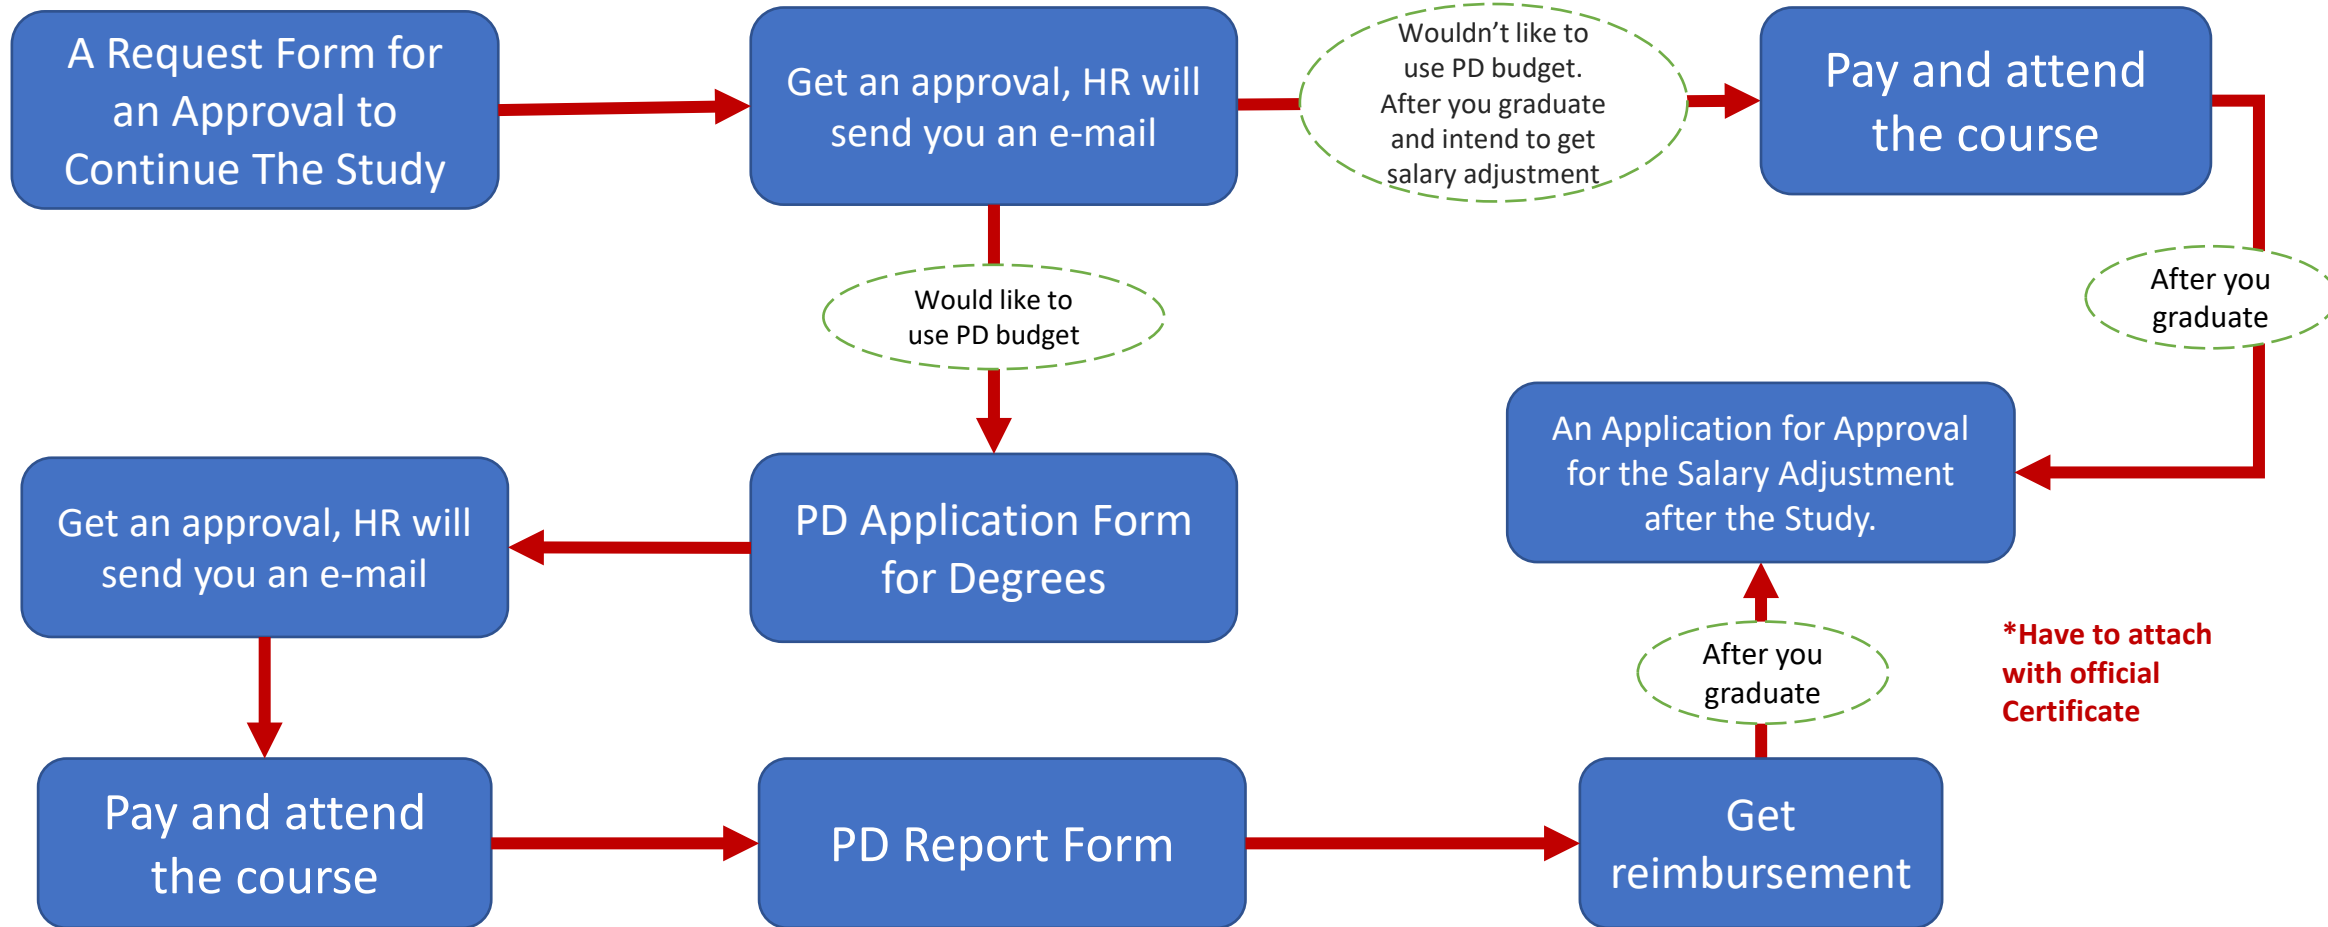 A Request Form for
an Approval to
Continue The Study
Get an approval, HR will
send you an e-mail
Wouldn't like to
use PD budget.
After you graduate
and intend to get
salary adjustment
Pay and attend
the course
After you
graduate
Would like to
use PD budget
An Application for Approval
for the Salary Adjustment
after the Study.
Get an approval, HR will
send you an e-mail
PD Application Form
for Degrees
After you
graduate
*Have to attach
with official
Certificate
Pay and attend
the course
PD Report Form
Get
reimbursement